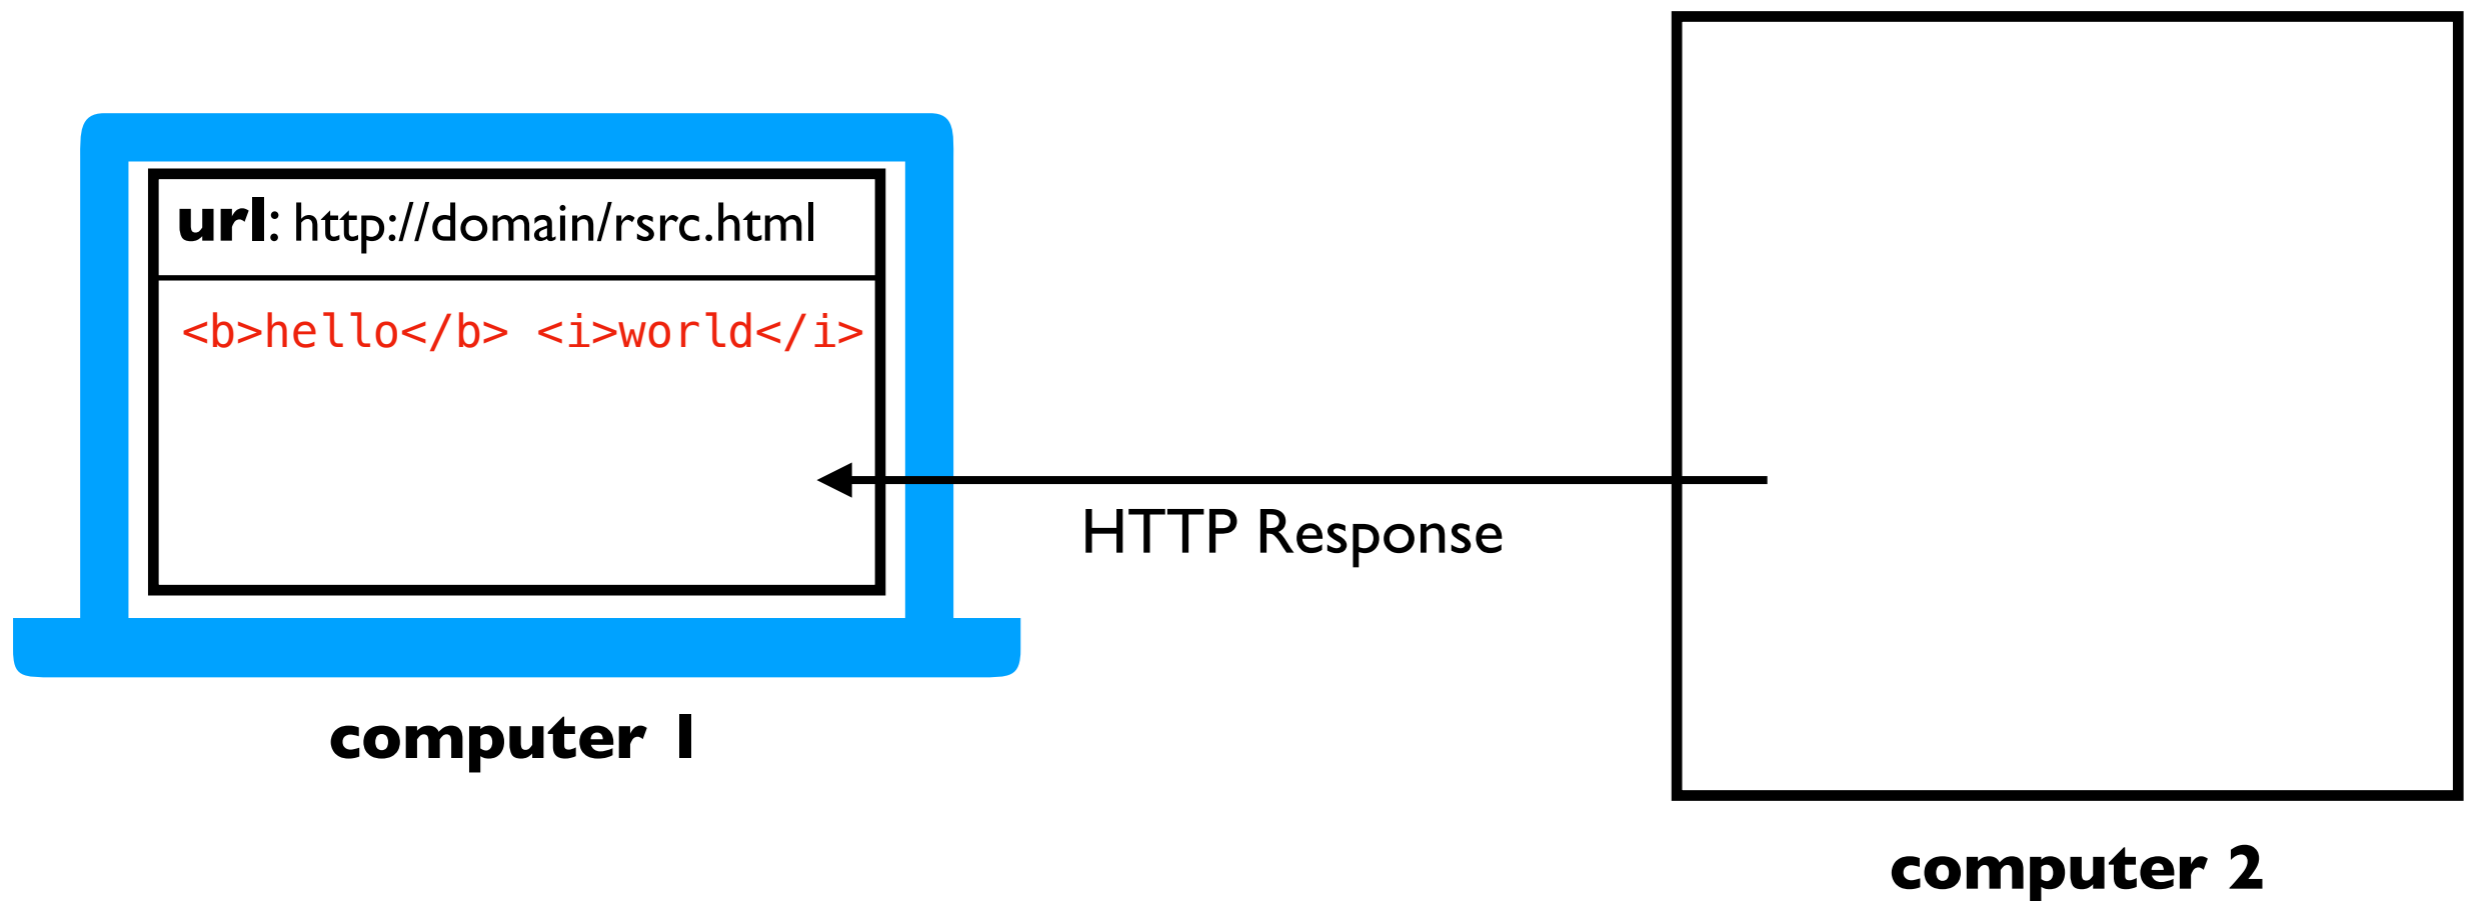 url: http://domain/rsrc.html
<b>hello</b> <i>world</i>
HTTP Response
computer 1
computer 2